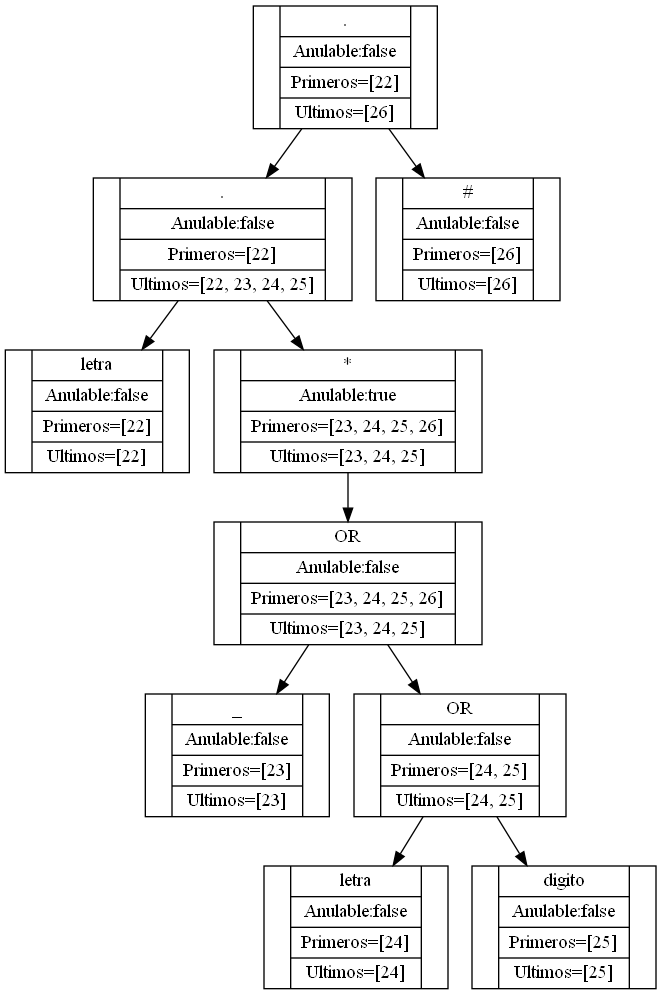 .
Anulable:false
Primeros=[22]
Ultimos=[26]
.
Anulable:false
Primeros=[22]
Ultimos=[22, 23, 24, 25]
#
Anulable:false
Primeros=[26]
Ultimos=[26]
letra
Anulable:false
Primeros=[22]
Ultimos=[22]
*
Anulable:true
Primeros=[23, 24, 25, 26]
Ultimos=[23, 24, 25]
OR
Anulable:false
Primeros=[23, 24, 25, 26]
Ultimos=[23, 24, 25]
_
Anulable:false
Primeros=[23]
Ultimos=[23]
OR
Anulable:false
Primeros=[24, 25]
Ultimos=[24, 25]
letra
Anulable:false
Primeros=[24]
Ultimos=[24]
digito
Anulable:false
Primeros=[25]
Ultimos=[25]